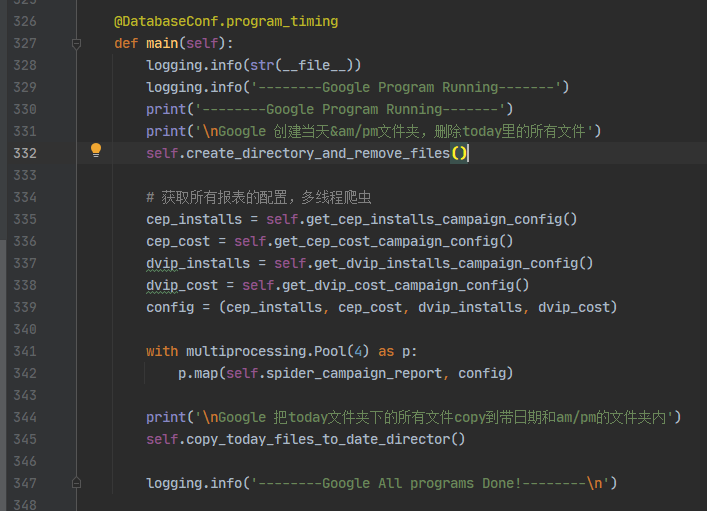 326 @DatabaseConf.program_timing
327 def main(self):
328 logging.info(str(__file__))
329 logging.info('--------Google Program Running-------')
330 print('--------Google Program Running-------')
331 print('\nGoogle 创建当天&am/pm文件夹，删除today里的所有文件')
332 self.create_directory_and_remove_files()
333
334 # 获取所有报表的配置，多线程爬虫
335 cep_installs = self.get_cep_installs_campaign_config()
336 cep_cost = self.get_cep_cost_campaign_config()
337 dvip_installs = self.get_dvip_installs_campaign_config()
338 dvip_cost = self.get_dvip_cost_campaign_config()
339 config = (cep_installs, cep_cost, dvip_installs, dvip_cost)
340
341 with multiprocessing.Pool(4) as p:
342 p.map(self.spider_campaign_report, config)
343
344 print('\nGoogle 把today文件夹下的所有文件copy到带日期和am/pm的文件夹内')
345 self.copy_today_files_to_date_director()
346
347 logging.info('--------Google All programs Done!--------\n')
348